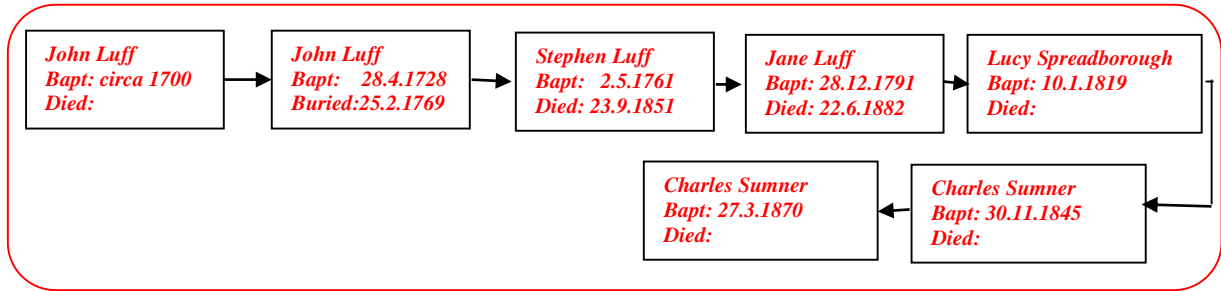 John Luff
Bapt: circa 1700
Died:
John Luff
Bapt: 28.4.1728
Buried:25.2.1769
Stephen Luff
Bapt: 2.5.1761
Died: 23.9.1851
Jane Luff
Bapt: 28.12.1791
Died: 22.6.1882
Lucy Spreadborough
Bapt: 10.1.1819
Died:
Charles Sumner
Bapt: 30.11.1845
Died:
Charles Sumner
Bapt: 27.3.1870
Died: